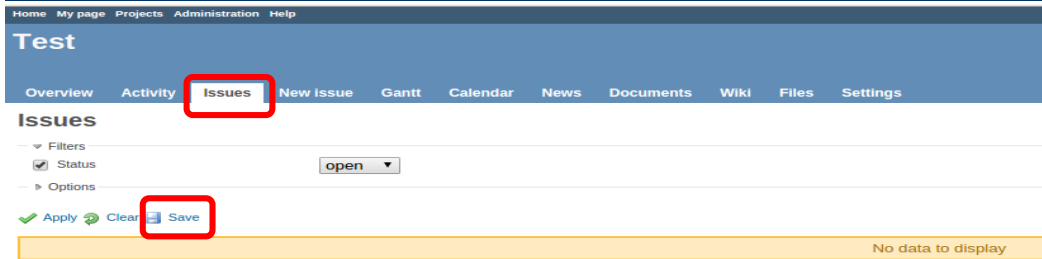 Home My page Projects Administration Help
Test
Overview Activity Issues New issue Gantt Calendar News Documents Wiki Files Settings
Issues
Filters
Status open
Options
Apply Clear Save
No data to display